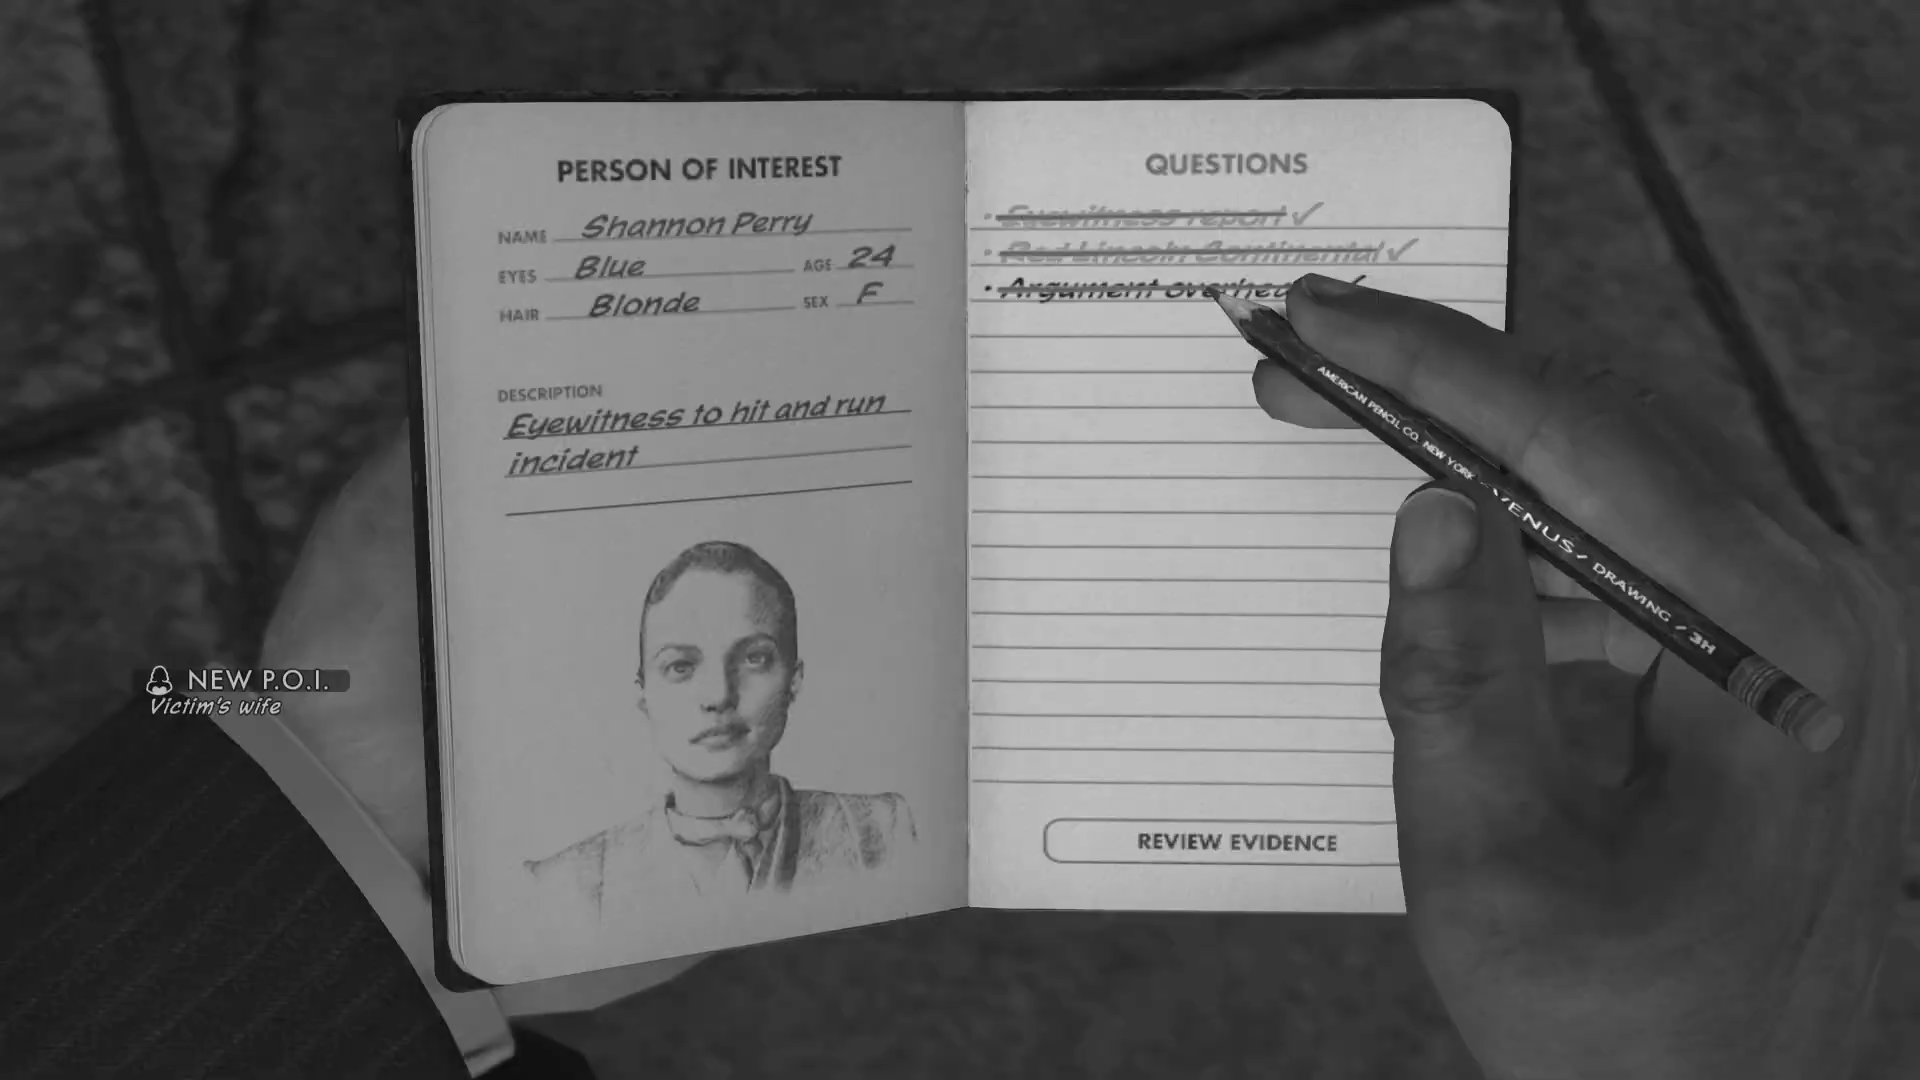 PERSON OF INTEREST
NAME Shannon Perry
EYES Blue AGE 24
HAIR Blonde SEX F
DESCRIPTION
Eyewitness to hit and run
incident
QUESTIONS
· Eyewitness report ✓
· Red Lincoln Continental ✓
· Argument
REVIEW EVIDENCE
AMERICAN PENCIL CO. NEW YORK VENUS / DRAWING / 3H
NEW P.O.I.
Victim's wife